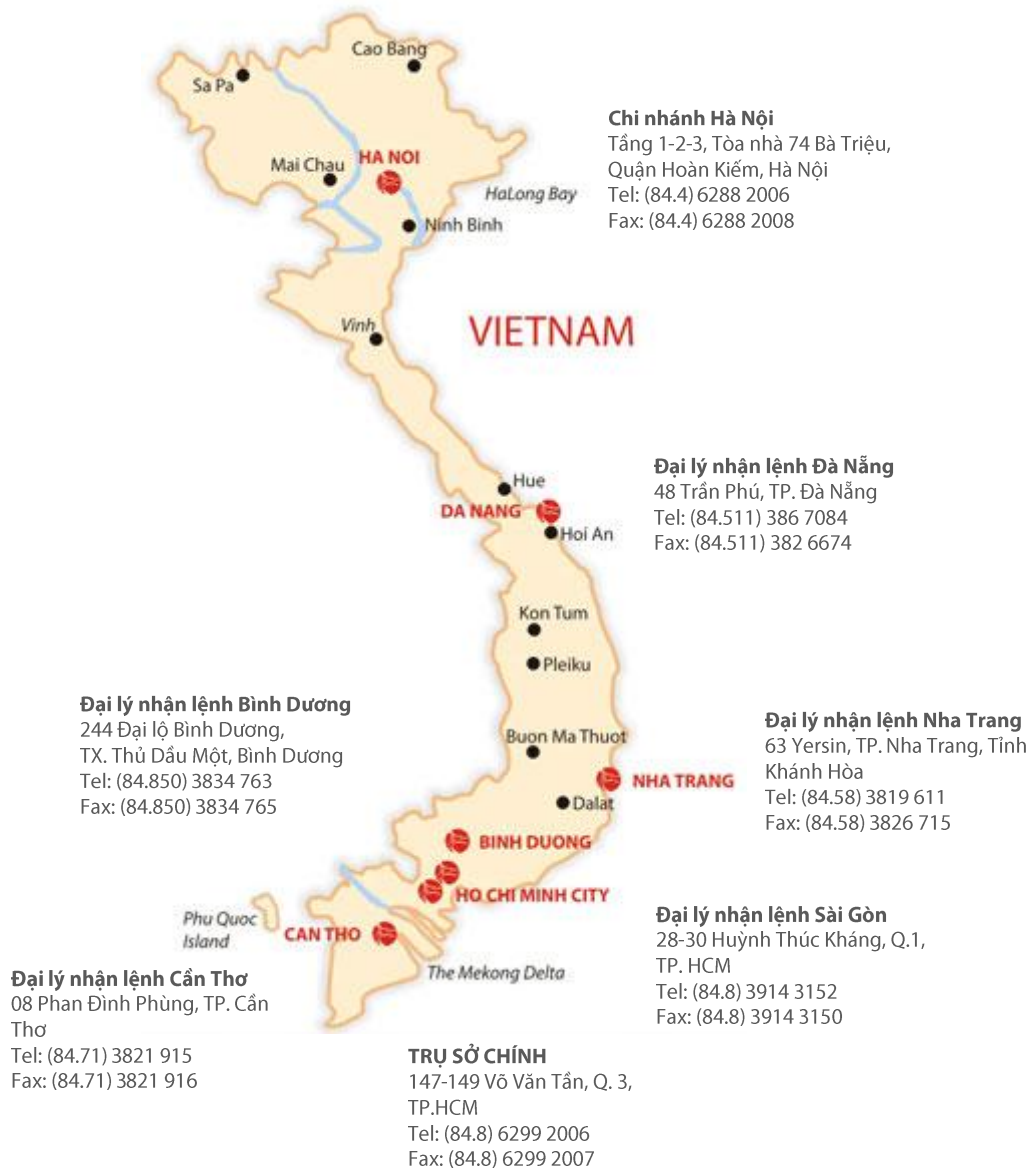 Cao Bang
Sa Pa
Chi nhánh Hà Nội
Tầng 1-2-3, Tòa nhà 74 Bà Triệu,
Quận Hoàn Kiếm, Hà Nội
Tel: (84.4) 6288 2006
Fax: (84.4) 6288 2008
Mai Chau
HA NOI
HaLong Bay
Ninh Binh
Vinh
VIETNAM
Đại lý nhận lệnh Đà Nẵng
48 Trần Phú, TP. Đà Nẵng
Tel: (84.511) 386 7084
Fax: (84.511) 382 6674
Hue
DA NANG
Hoi An
Kon Tum
Pleiku
Đại lý nhận lệnh Bình Dương
244 Đại lộ Bình Dương,
TX. Thủ Dầu Một, Bình Dương
Tel: (84.850) 3834 763
Fax: (84.850) 3834 765
Buon Ma Thuot
Đại lý nhận lệnh Nha Trang
63 Yersin, TP. Nha Trang, Tỉnh
Khánh Hòa
Tel: (84.58) 3819 611
Fax: (84.58) 3826 715
NHA TRANG
Dalat
BINH DUONG
HO CHI MINH CITY
Phu Quoc
Island
CAN THO
The Mekong Delta
Đại lý nhận lệnh Sài Gòn
28-30 Huỳnh Thúc Kháng, Q.1,
TP. HCM
Tel: (84.8) 3914 3152
Fax: (84.8) 3914 3150
Đại lý nhận lệnh Cần Thơ
08 Phan Đình Phùng, TP. Cần
Thơ
Tel: (84.71) 3821 915
Fax: (84.71) 3821 916
TRỤ SỞ CHÍNH
147-149 Võ Văn Tần, Q. 3,
TP.HCM
Tel: (84.8) 6299 2006
Fax: (84.8) 6299 2007